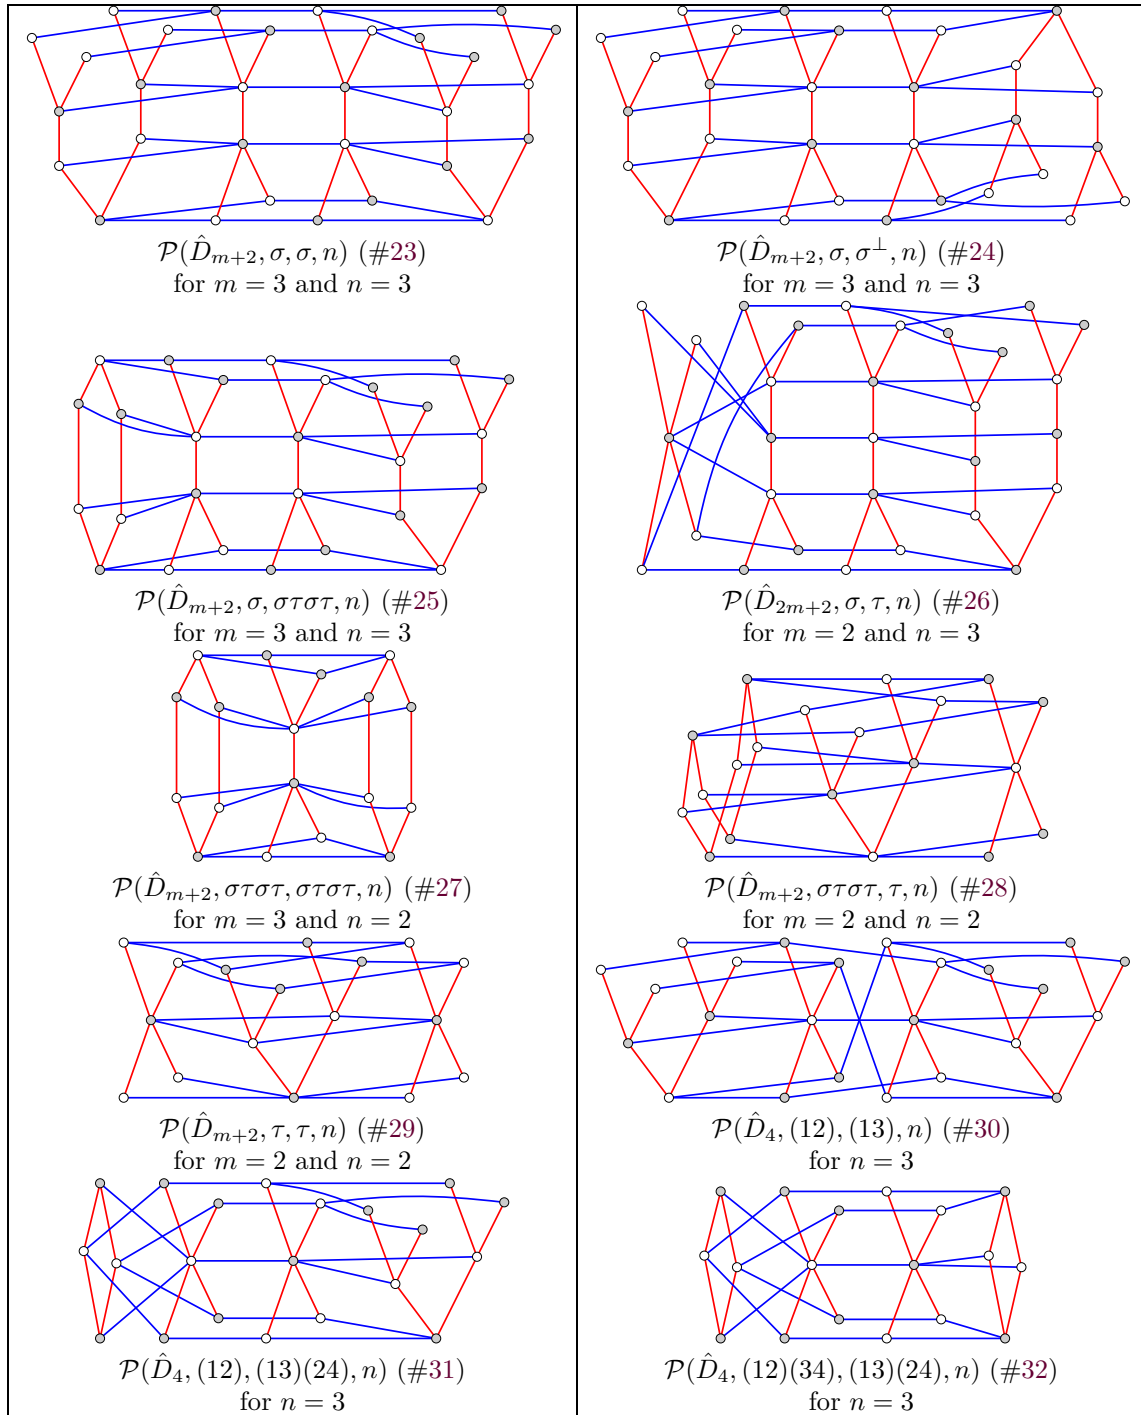 𝒫(D̂ₘ₊₂, σ, σ, n) (#23)
for m = 3 and n = 3
𝒫(D̂ₘ₊₂, σ, σ^⊥, n) (#24)
for m = 3 and n = 3
𝒫(D̂ₘ₊₂, σ, στστ, n) (#25)
for m = 3 and n = 3
𝒫(D̂₂ₘ₊₂, σ, τ, n) (#26)
for m = 2 and n = 3
𝒫(D̂ₘ₊₂, στστ, στστ, n) (#27)
for m = 3 and n = 2
𝒫(D̂ₘ₊₂, στστ, τ, n) (#28)
for m = 2 and n = 2
𝒫(D̂ₘ₊₂, τ, τ, n) (#29)
for m = 2 and n = 2
𝒫(D̂₄, (12), (13), n) (#30)
for n = 3
𝒫(D̂₄, (12), (13)(24), n) (#31)
for n = 3
𝒫(D̂₄, (12)(34), (13)(24), n) (#32)
for n = 3